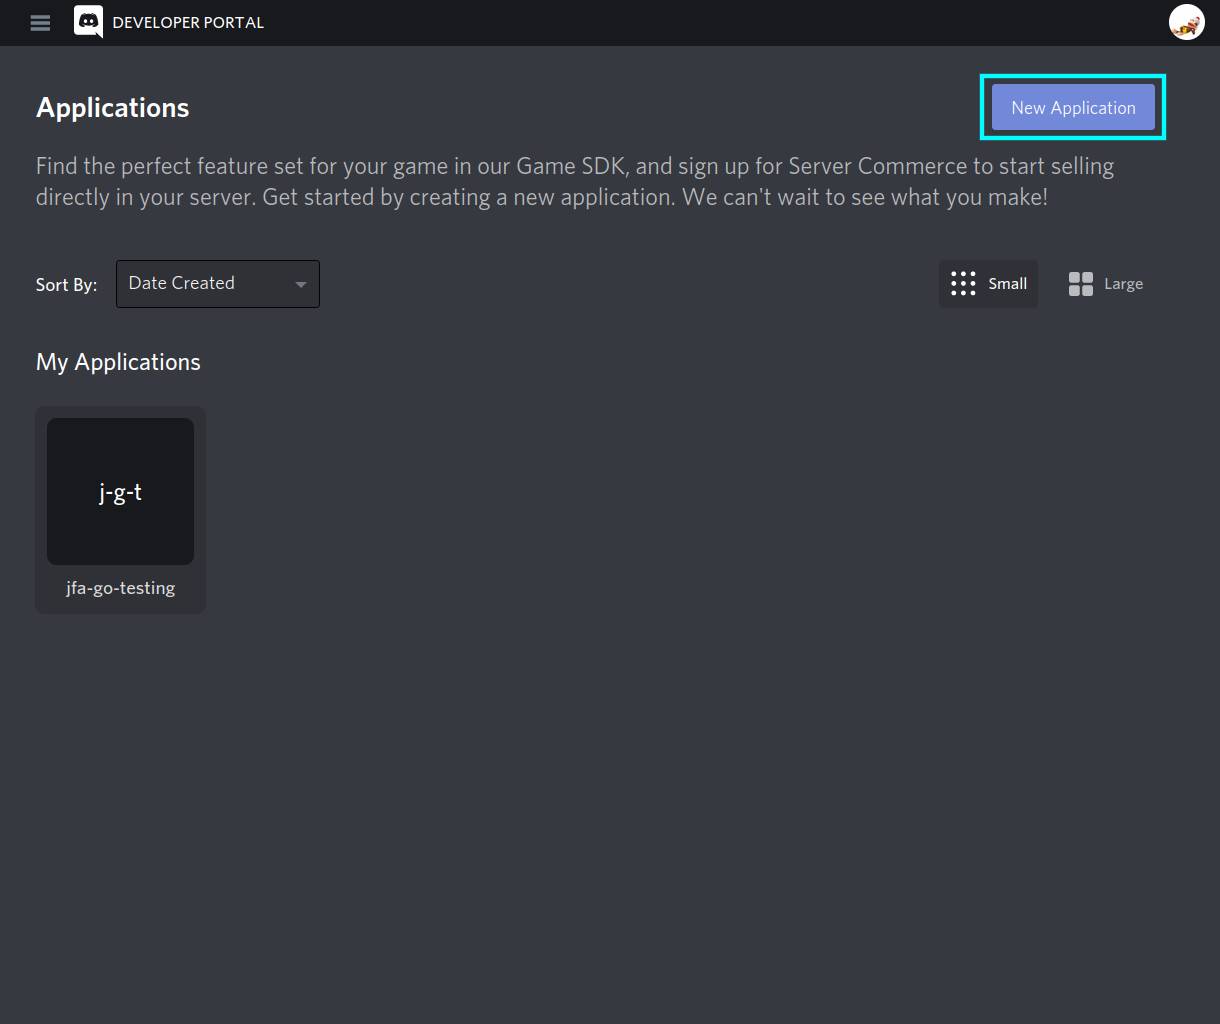 DEVELOPER PORTAL
Applications
New Application
Find the perfect feature set for your game in our Game SDK, and sign up for Server Commerce to start selling
directly in your server. Get started by creating a new application. We can't wait to see what you make!
Sort By:
Date Created
Small
Large
My Applications
j-g-t
jfa-go-testing